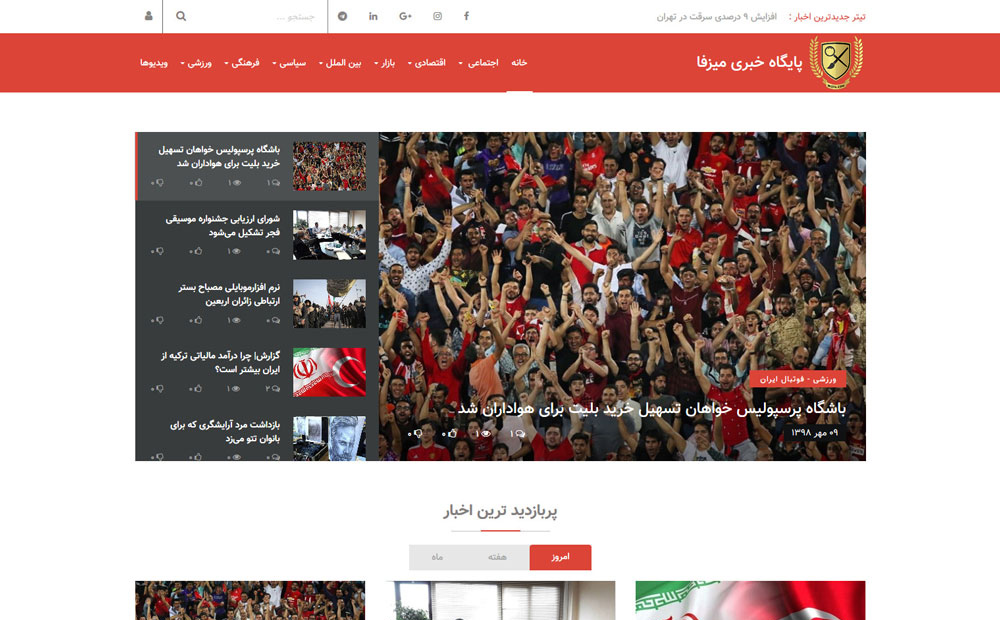 تیتر جدیدترین اخبار : افزایش ۹ درصدی سرقت در تهران
جستجو ...
پایگاه خبری میزفا
خانه اجتماعی اقتصادی بازار بین الملل سیاسی فرهنگی ورزشی ویدیوها
ورزشی - فوتبال ایران
باشگاه پرسپولیس خواهان تسهیل خرید بلیت برای هواداران شد
۰۹ مهر ۱۳۹۸
۱ ۱ ۰ ۰
باشگاه پرسپولیس خواهان تسهیل
خرید بلیت برای هواداران شد
۱ ۱ ۰ ۰
شورای ارزیابی جشنواره موسیقی
فجر تشکیل می‌شود
۰ ۱ ۰ ۰
نرم افزارموبایلی مصباح بستر
ارتباطی زائران اربعین
۰ ۱ ۰ ۰
گزارش| چرا درآمد مالیاتی ترکیه از
ایران بیشتر است؟
۲ ۱ ۰ ۰
بازداشت مرد آرایشگری که برای
بانوان تتو می‌زد
۰ ۰ ۰ ۰
پربازدید ترین اخبار
امروز هفته ماه